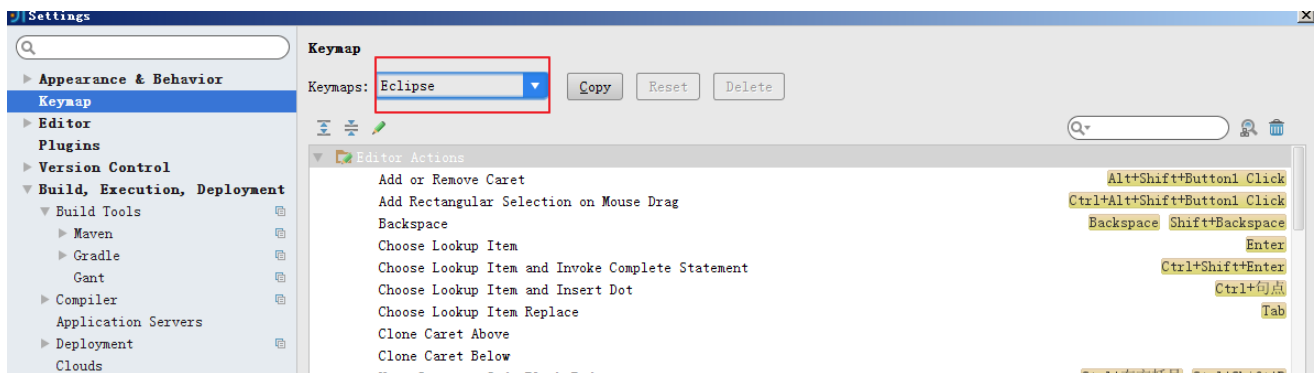 Settings
Keymap
Keymaps: Eclipse Copy Reset Delete
Appearance & Behavior
Keymap
Editor
Plugins
Version Control
Build, Execution, Deployment
Build Tools
Maven
Gradle
Gant
Compiler
Application Servers
Deployment
Clouds
Editor Actions
Add or Remove Caret Alt+Shift+Button1 Click
Add Rectangular Selection on Mouse Drag Ctrl+Alt+Shift+Button1 Click
Backspace Backspace Shift+Backspace
Choose Lookup Item Enter
Choose Lookup Item and Invoke Complete Statement Ctrl+Shift+Enter
Choose Lookup Item and Insert Dot Ctrl+句点
Choose Lookup Item Replace Tab
Clone Caret Above
Clone Caret Below